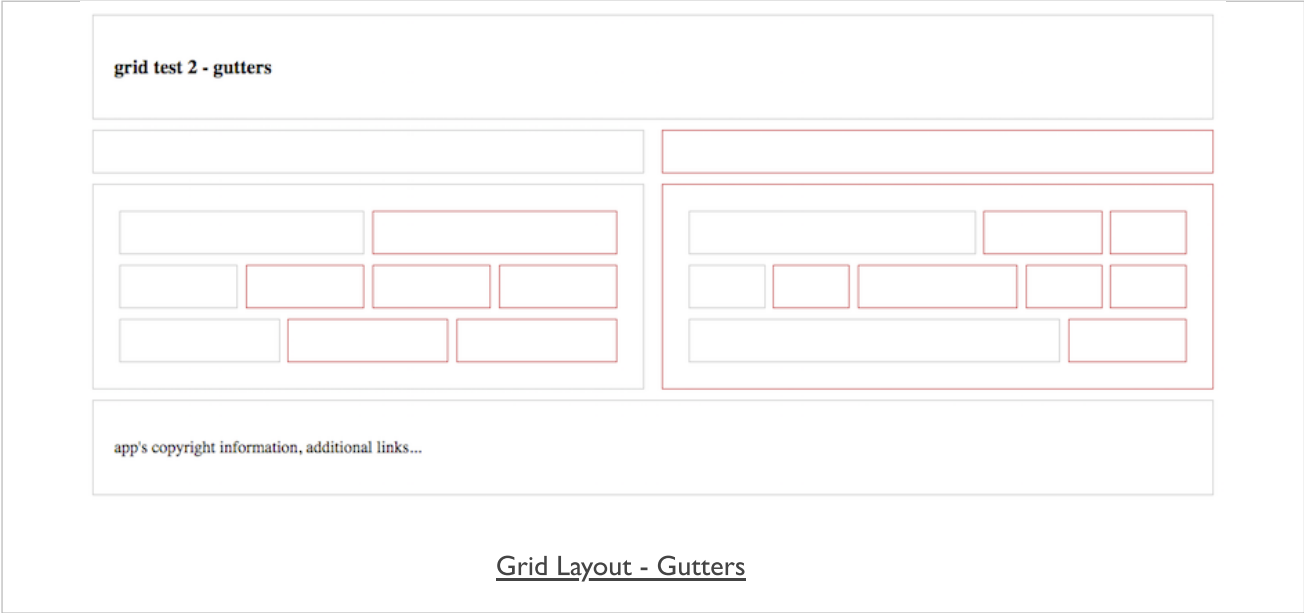 grid test 2 - gutters
app's copyright information, additional links...
Grid Layout - Gutters